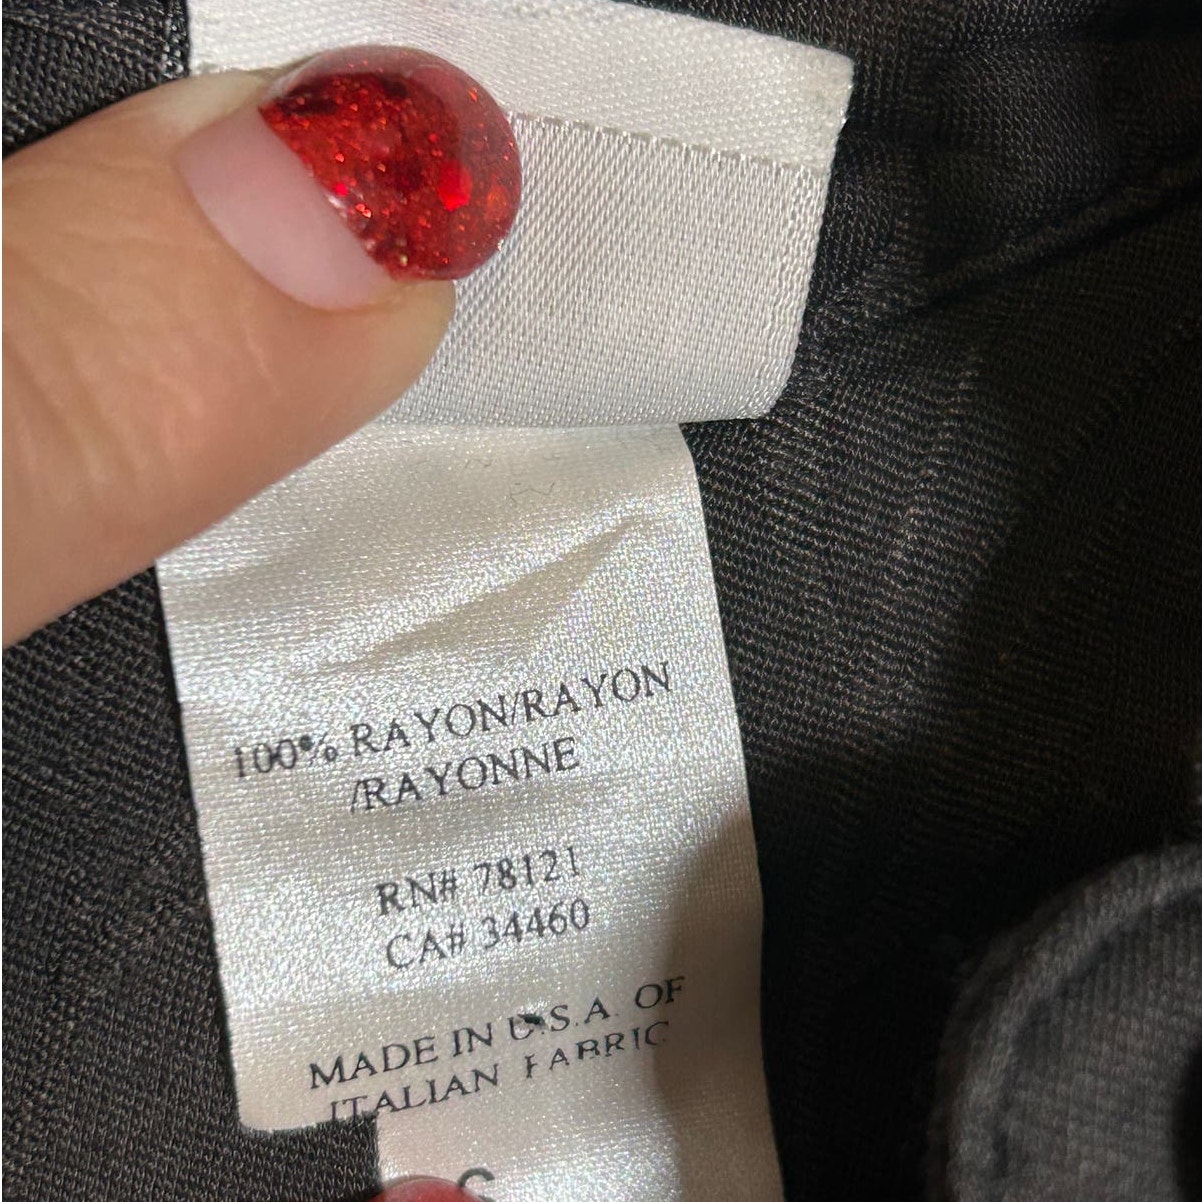 100% RAYON/RAYON
/RAYONNE
RN# 78121
CA# 34460
MADE IN U.S.A. OF
ITALIAN FABRIC